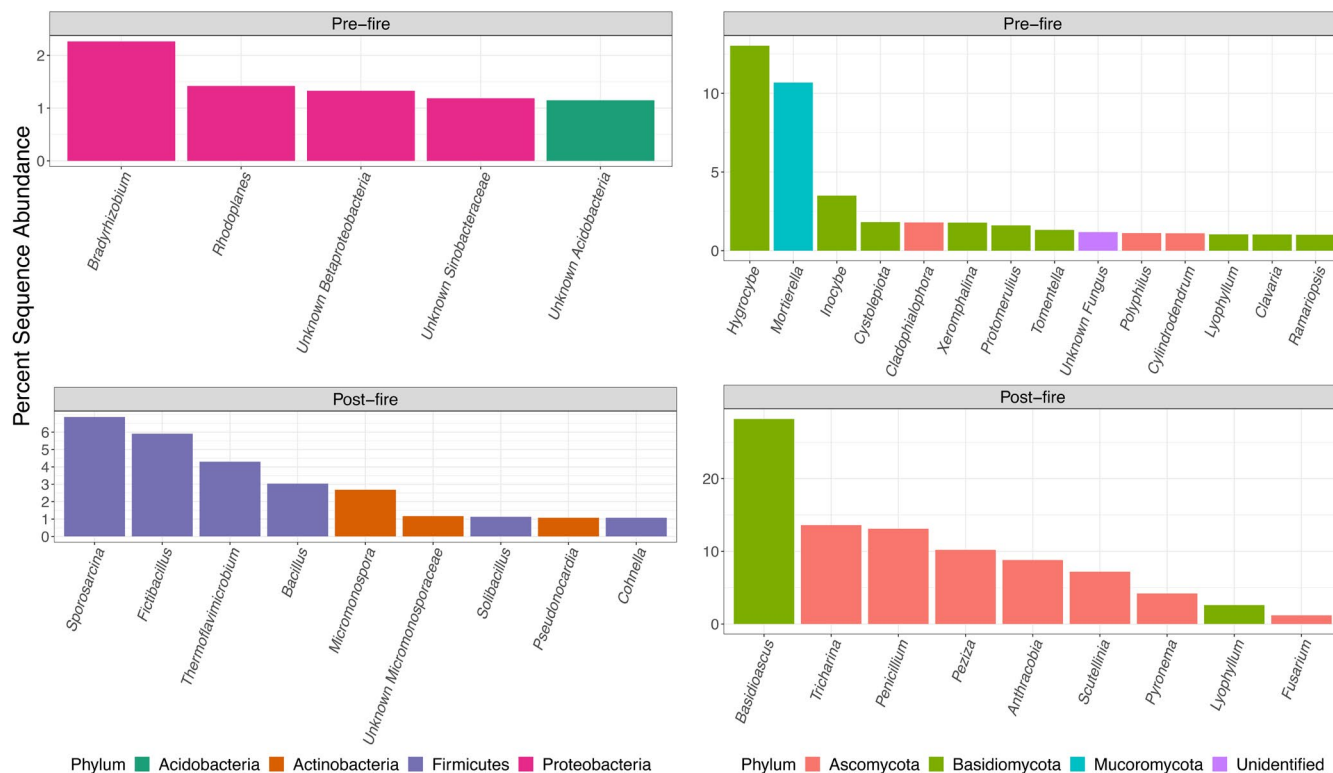 Percent Sequence Abundance
Pre-fire
2
1
0
Bradyrhizobium
Rhodoplanes
Unknown Betaproteobacteria
Unknown Sinobacteraceae
Unknown Acidobacteria
Pre-fire
10
5
0
Hygrocybe
Mortierella
Inocybe
Cystolepiota
Cladophialophora
Xeromphalina
Protomerulius
Tomentella
Unknown Fungus
Polyphilus
Cylindrodendrum
Lyophyllum
Clavaria
Ramariopsis
Post-fire
6
5
4
3
2
1
0
Sporosarcina
Fictibacillus
Thermoflavimicrobium
Bacillus
Micromonospora
Unknown Micromonosporaceae
Solibacillus
Pseudonocardia
Cohnella
Post-fire
20
10
0
Basidioascus
Tricharina
Penicillium
Peziza
Anthracobia
Scutellinia
Pyronema
Lyophyllum
Fusarium
Phylum Acidobacteria Actinobacteria Firmicutes Proteobacteria
Phylum Ascomycota Basidiomycota Mucoromycota Unidentified